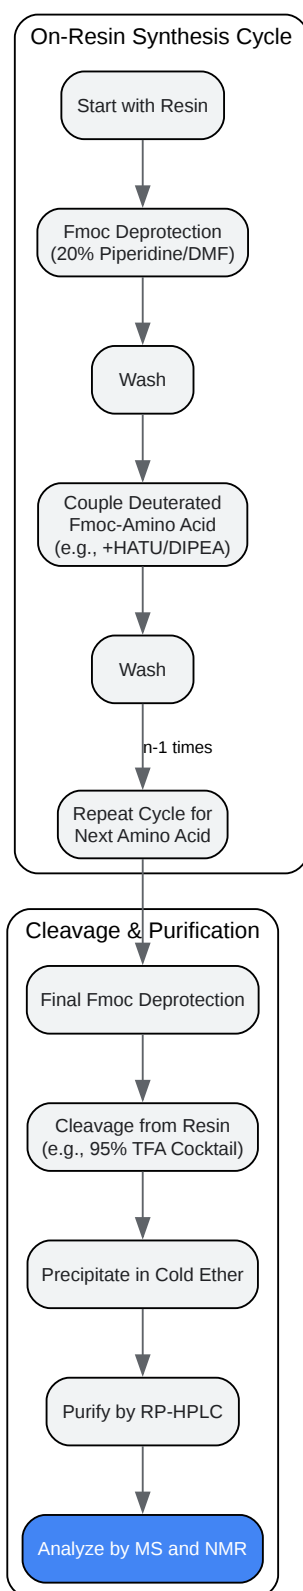 On-Resin Synthesis Cycle
Start with Resin
Fmoc Deprotection
(20% Piperidine/DMF)
Wash
Couple Deuterated
Fmoc-Amino Acid
(e.g., +HATU/DIPEA)
Wash
n-1 times
Repeat Cycle for
Next Amino Acid
Cleavage & Purification
Final Fmoc Deprotection
Cleavage from Resin
(e.g., 95% TFA Cocktail)
Precipitate in Cold Ether
Purify by RP-HPLC
Analyze by MS and NMR